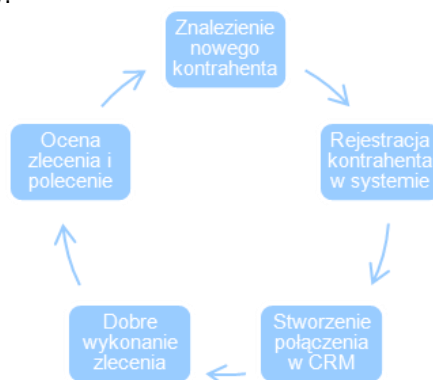 Znalezienie
nowego
kontrahenta
Rejestracja
kontrahenta
w systemie
Stworzenie
połączenia
w CRM
Dobre
wykonanie
zlecenia
Ocena
zlecenia i
polecenie